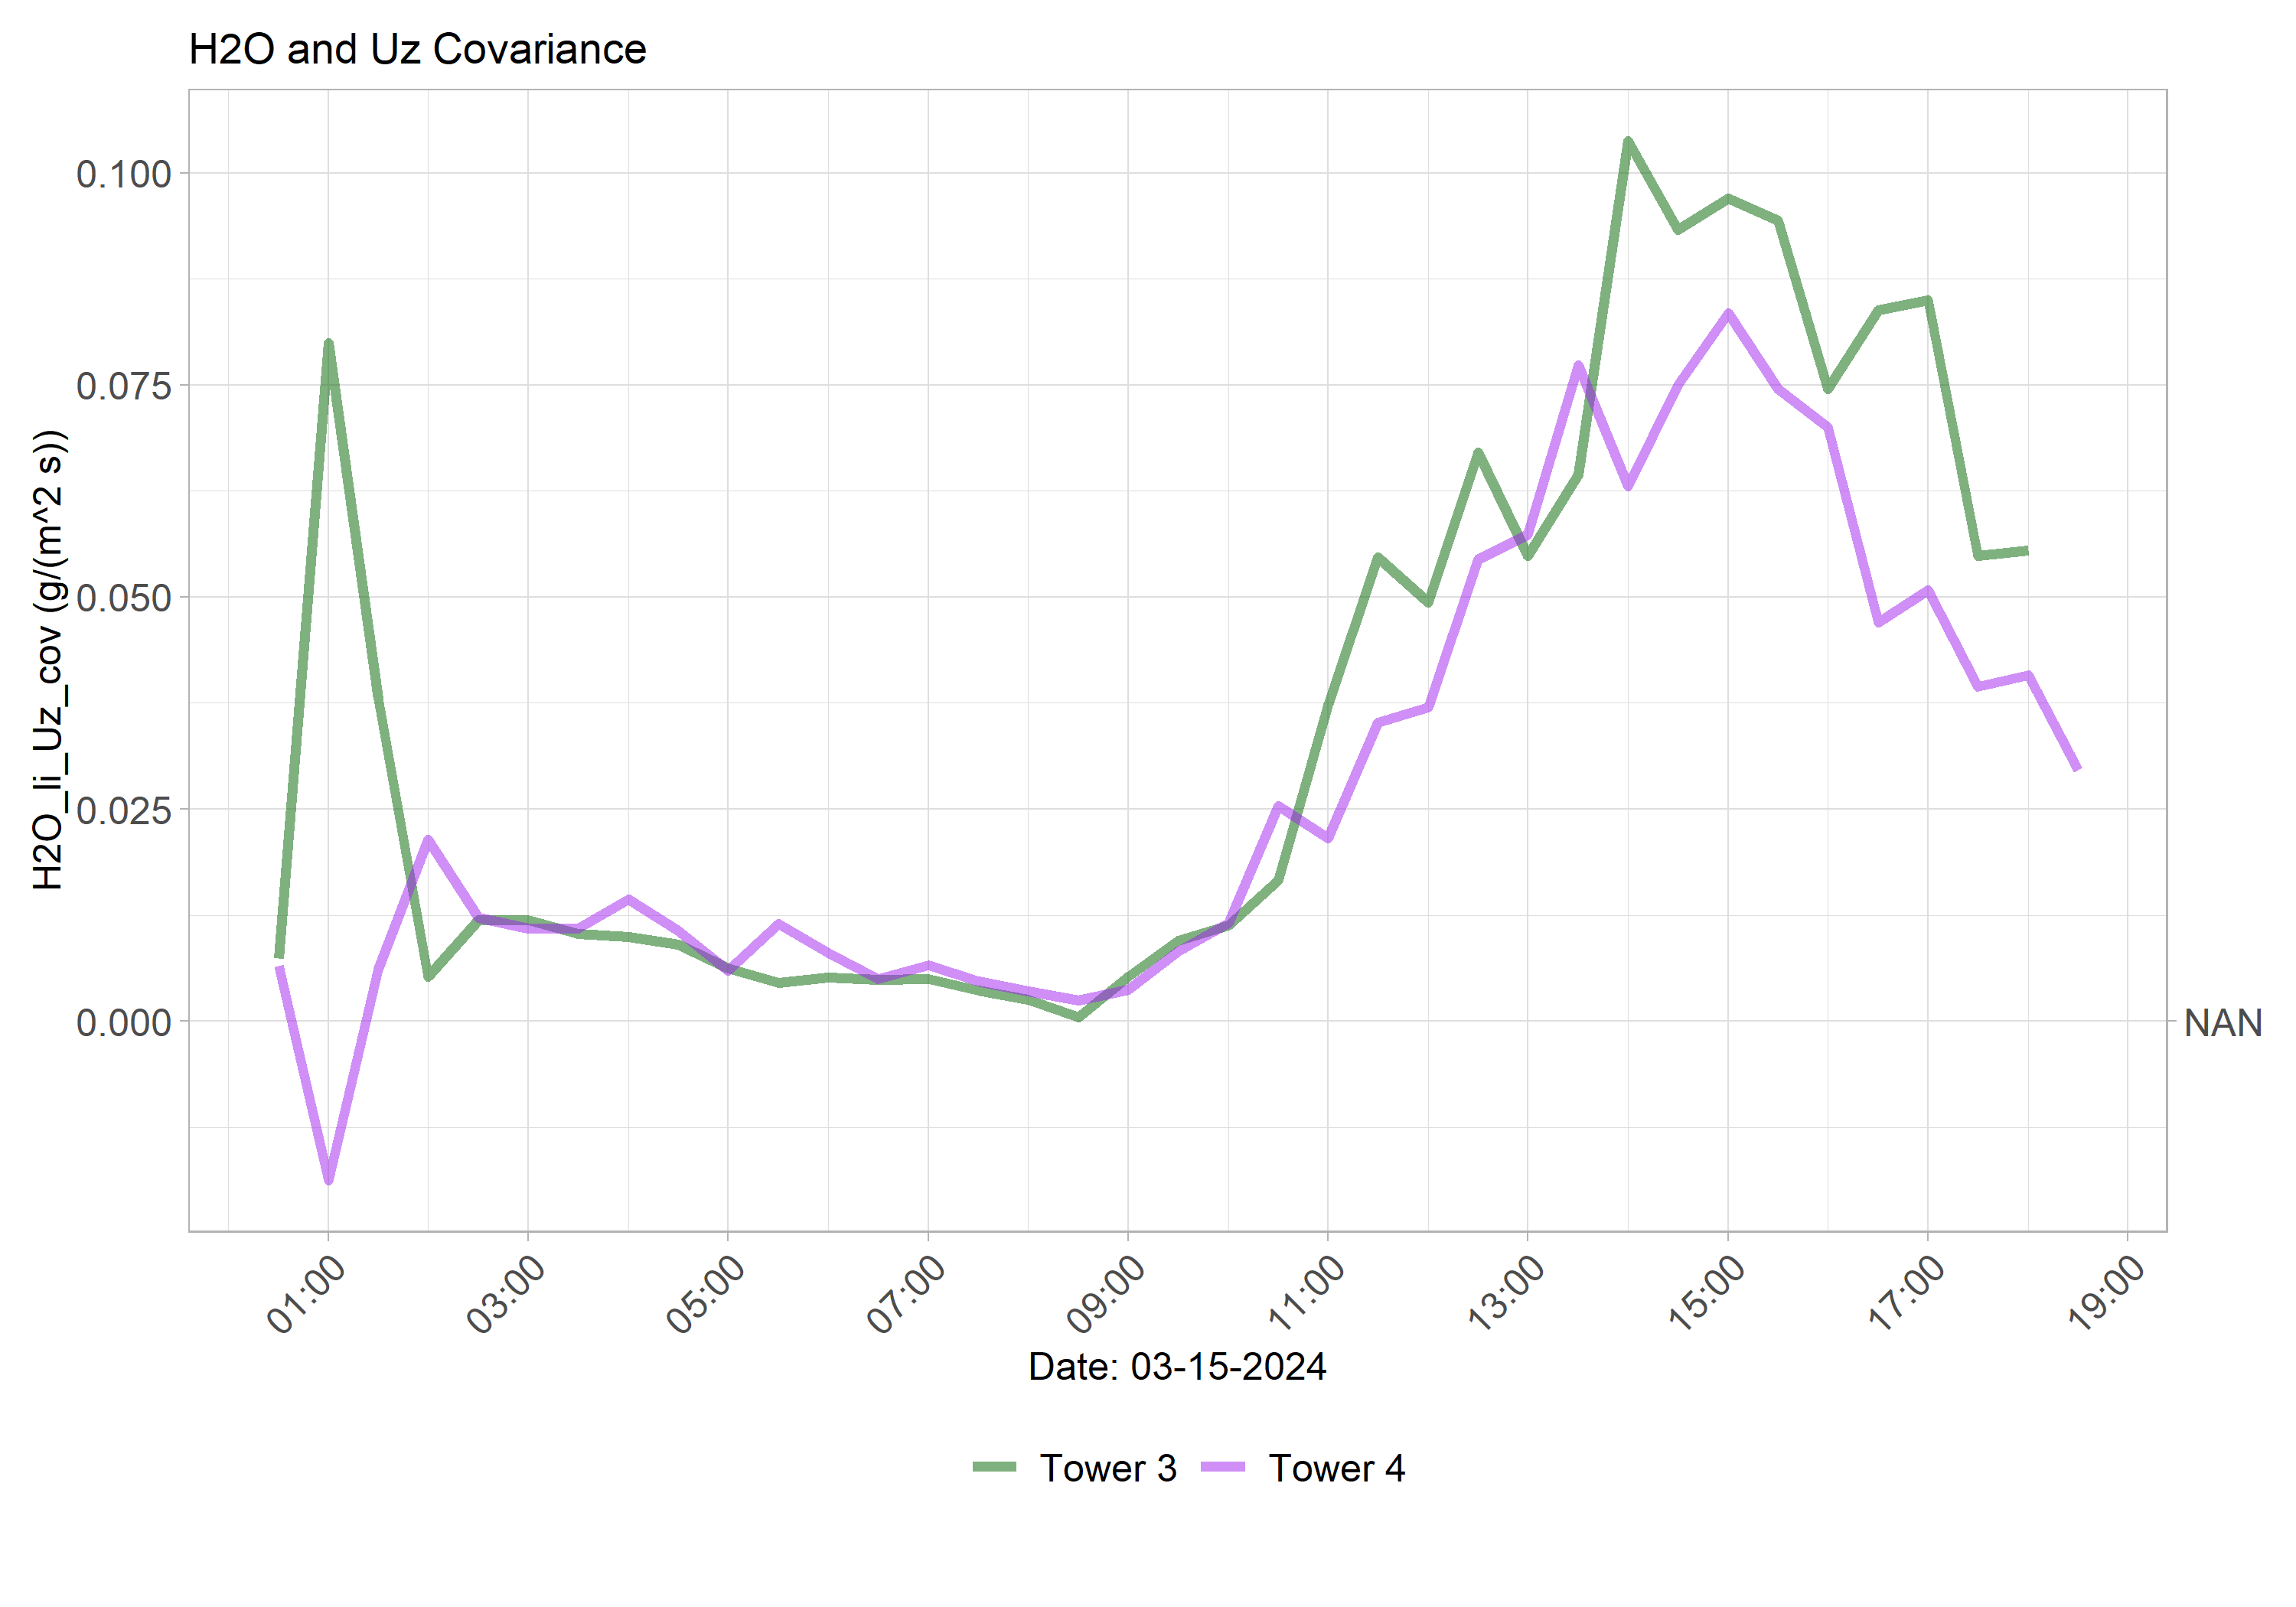 H2O and Uz Covariance
H2O_li_Uz_cov (g/(m^2 s))
0.100
0.075
0.050
0.025
0.000
NAN
01:00
03:00
05:00
07:00
09:00
11:00
13:00
15:00
17:00
19:00
Date: 03-15-2024
Tower 3
Tower 4